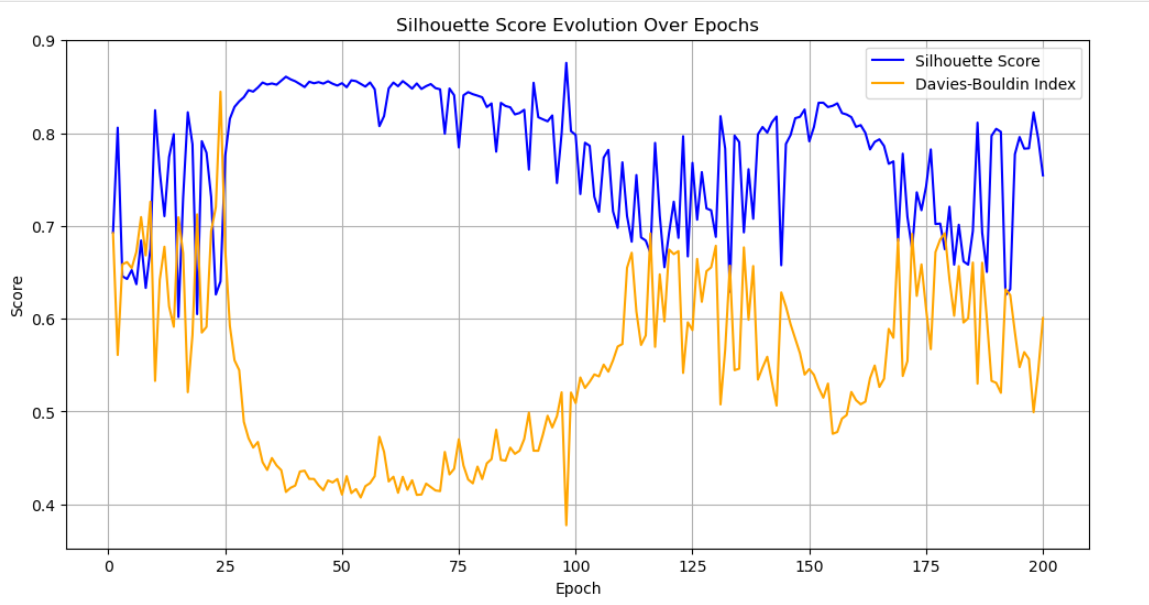 Silhouette Score Evolution Over Epochs
Silhouette Score
Davies-Bouldin Index
Score
0.9
0.8
0.7
0.6
0.5
0.4
0 25 50 75 100 125 150 175 200
Epoch